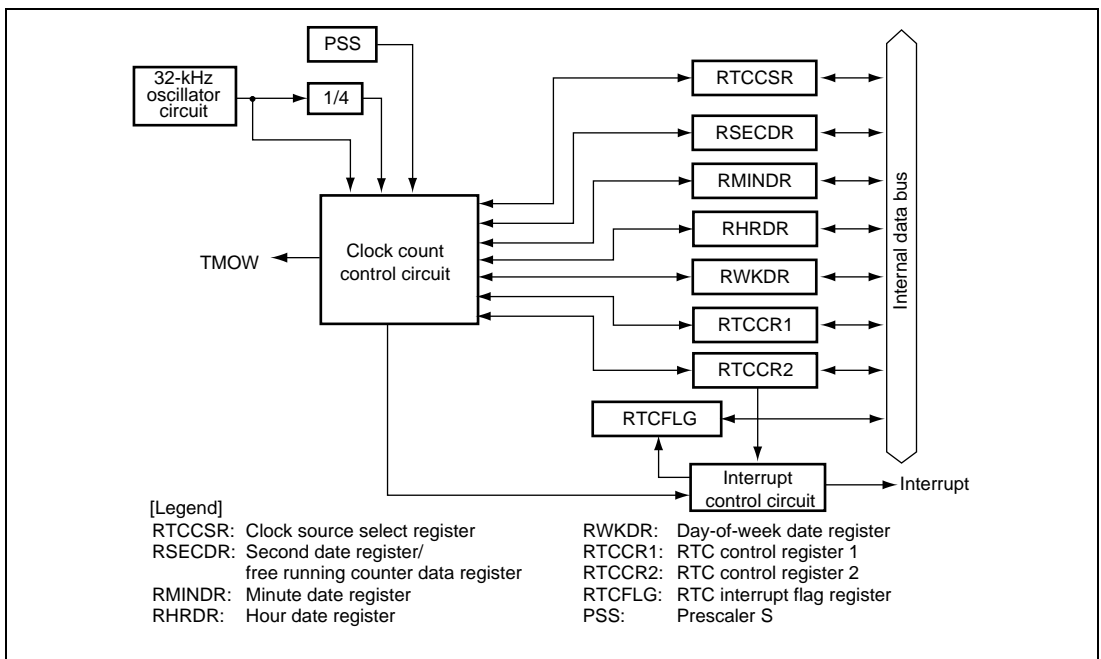 PSS
32-kHz
oscillator
circuit
1/4
RTCCSR
RSECDR
RMINDR
RHRDR
RWKDR
RTCCR1
RTCCR2
RTCFLG
Clock count
control circuit
TMOW
Internal data bus
Interrupt
control circuit
Interrupt
[Legend]
RTCCSR: Clock source select register
RSECDR: Second date register/
free running counter data register
RMINDR: Minute date register
RHRDR: Hour date register
RWKDR: Day-of-week date register
RTCCR1: RTC control register 1
RTCCR2: RTC control register 2
RTCFLG: RTC interrupt flag register
PSS: Prescaler S